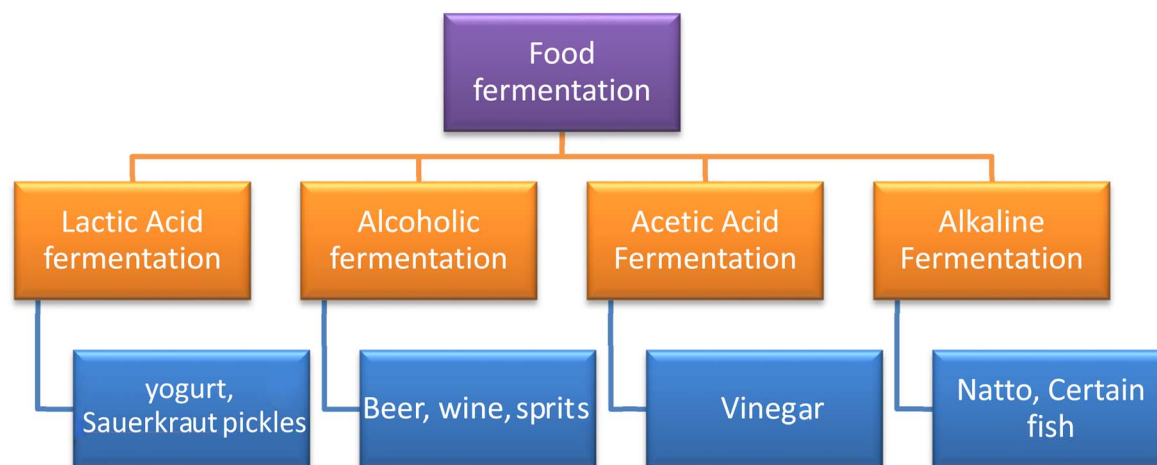 Food
fermentation
Lactic Acid
fermentation
Alcoholic
fermentation
Acetic Acid
Fermentation
Alkaline
Fermentation
yogurt,
Sauerkraut pickles
Beer, wine, sprits
Vinegar
Natto, Certain
fish